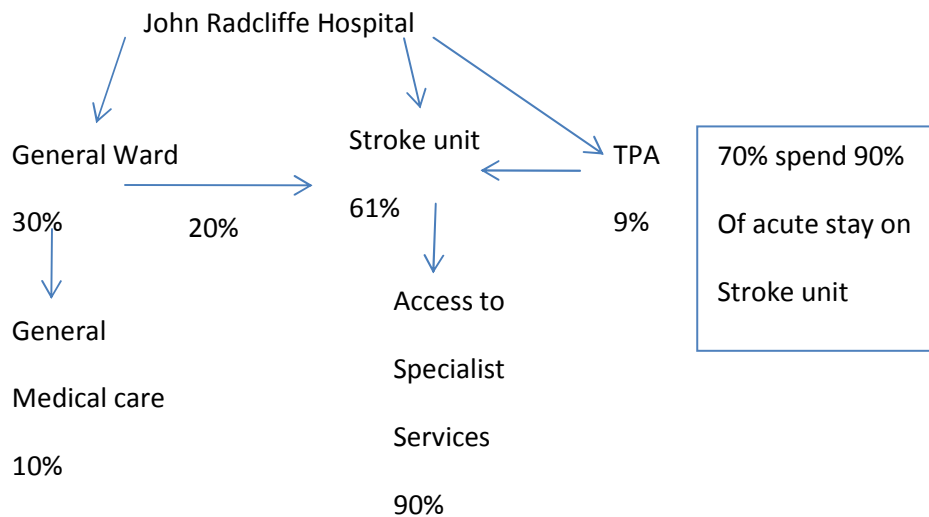 John Radcliffe Hospital
General Ward
30%
20%
Stroke unit
61%
TPA
9%
70% spend 90%
Of acute stay on
Stroke unit
General
Medical care
10%
Access to
Specialist
Services
90%